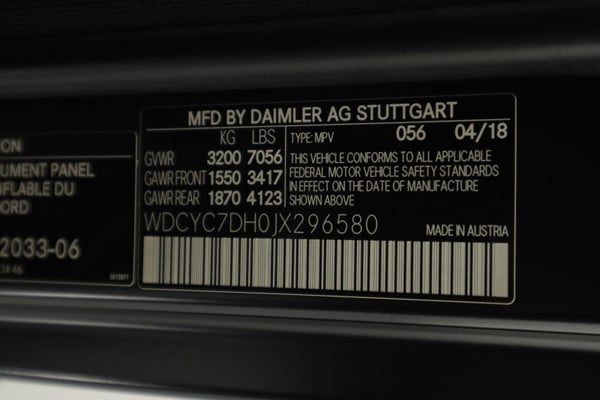 MFD BY DAIMLER AG STUTTGART
KG LBS
GVWR 3200 7056
GAWR FRONT 1550 3417
GAWR REAR 1870 4123
TYPE: MPV 056 04/18
THIS VEHICLE CONFORMS TO ALL APPLICABLE
FEDERAL MOTOR VEHICLE SAFETY STANDARDS
IN EFFECT ON THE DATE OF MANUFACTURE
SHOWN ABOVE
WDCYC7DH0JX296580
MADE IN AUSTRIA
ION
UMENT PANEL
OFLABLE DU
ORD
2033-06